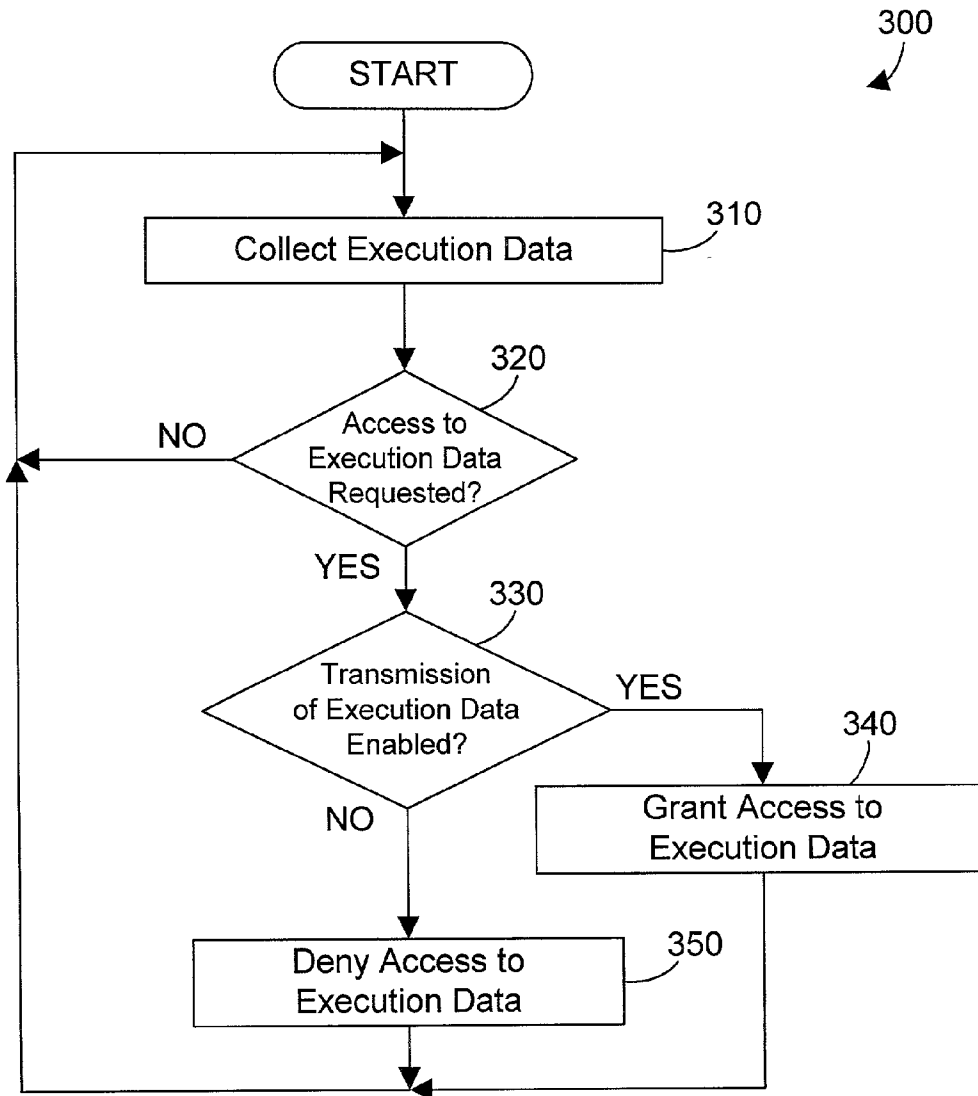 300
START
310
Collect Execution Data
320
Access to
Execution Data
Requested?
NO
YES
330
Transmission
of Execution Data
Enabled?
YES
340
Grant Access to
Execution Data
NO
350
Deny Access to
Execution Data